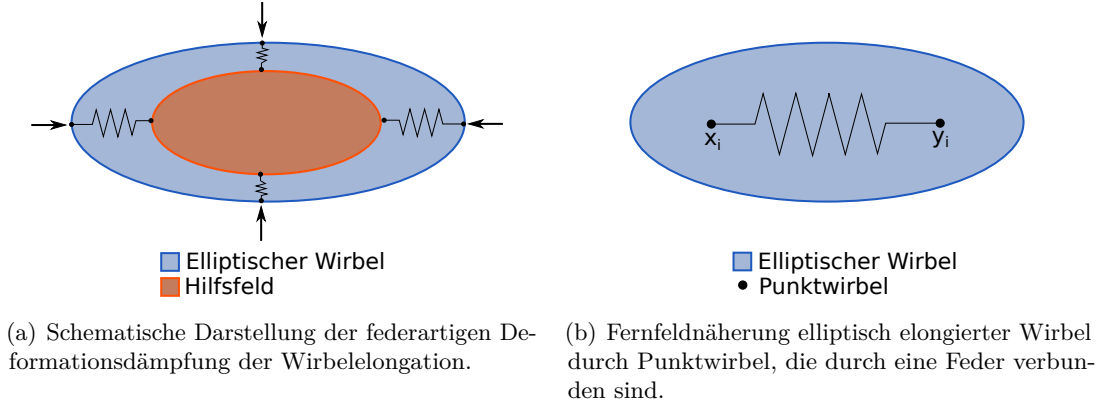 x_i
y_i
Elliptischer Wirbel
Hilfsfeld
Elliptischer Wirbel
Punktwirbel
(a) Schematische Darstellung der federartigen De-
formationsdämpfung der Wirbelelongation.
(b) Fernfeldnäherung elliptisch elongierter Wirbel
durch Punktwirbel, die durch eine Feder verbun-
den sind.